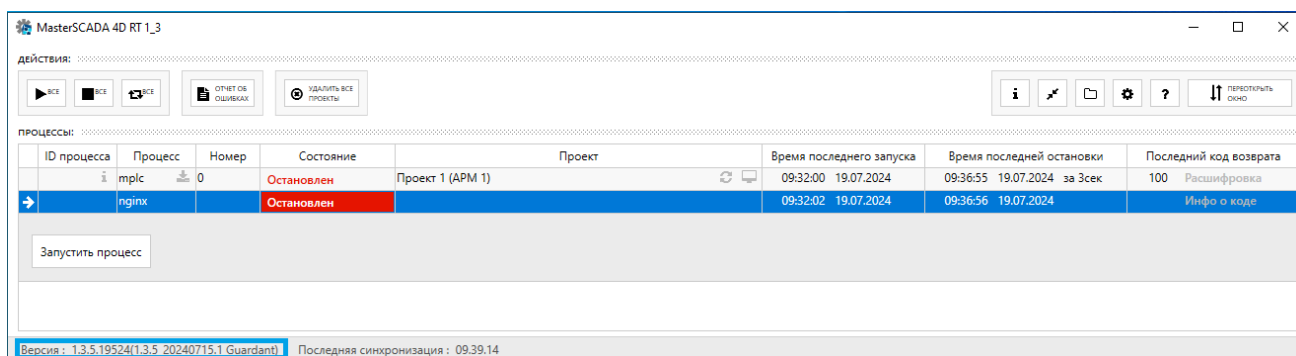 MasterSCADA 4D RT 1_3
ДЕЙСТВИЯ:
ВСЕ ВСЕ ВСЕ ОТЧЕТ ОБ ОШИБКАХ УДАЛИТЬ ВСЕ ПРОЕКТЫ i ? ПЕРЕОТКРЫТЬ ОКНО
ПРОЦЕССЫ:
ID процесса Процесс Номер Состояние Проект Время последнего запуска Время последней остановки Последний код возврата
i mplc 0 Остановлен Проект 1 (АРМ 1) 09:32:00 19.07.2024 09:36:55 19.07.2024 за 3сек 100 Расшифровка
nginx Остановлен 09:32:02 19.07.2024 09:36:56 19.07.2024 Инфо о коде
Запустить процесс
Версия : 1.3.5.19524(1.3.5_20240715.1 Guardant) Последняя синхронизация : 09.39.14